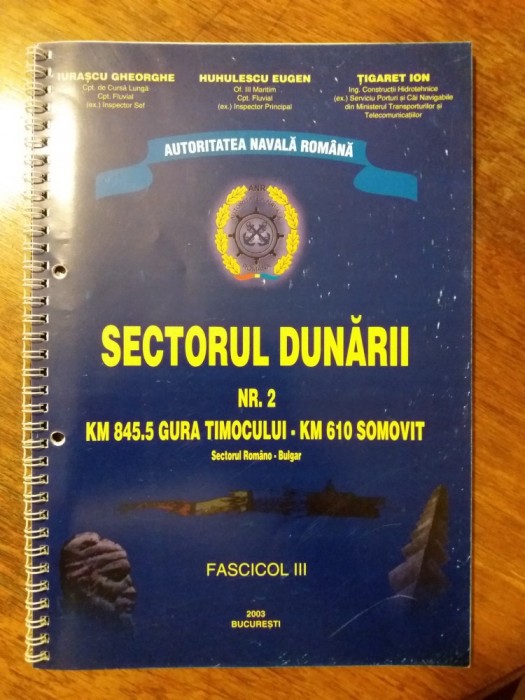 IURAȘCU GHEORGHE
Cpt. de Cursă Lungă
Cpt. Fluvial
(ex.) Inspector Șef
HUHULESCU EUGEN
Of. III Maritim
Cpt. Fluvial
(ex.) Inspector Principal
ȚIGARET ION
Ing. Construcții Hidrotehnice
(ex.) Serviciu Porturi și Căi Navigabile
din Ministerul Transporturilor și
Telecomunicațiilor
AUTORITATEA NAVALĂ ROMÂNĂ
ANR
SECTORUL DUNĂRII
NR. 2
KM 845.5 GURA TIMOCULUI - KM 610 SOMOVIT
Sectorul Româno - Bulgar
FASCICOL III
2003
BUCUREȘTI